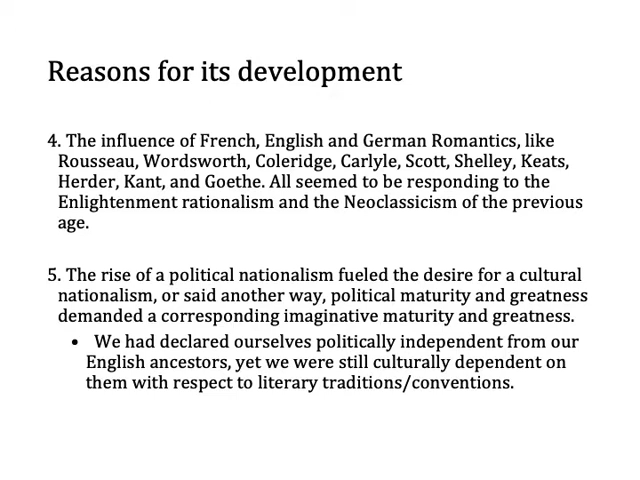 Reasons for its development
4. The influence of French, English and German Romantics, like
Rousseau, Wordsworth, Coleridge, Carlyle, Scott, Shelley, Keats,
Herder, Kant, and Goethe. All seemed to be responding to the
Enlightenment rationalism and the Neoclassicism of the previous
age.
5. The rise of a political nationalism fueled the desire for a cultural
nationalism, or said another way, political maturity and greatness
demanded a corresponding imaginative maturity and greatness.
• We had declared ourselves politically independent from our
English ancestors, yet we were still culturally dependent on
them with respect to literary traditions/conventions.